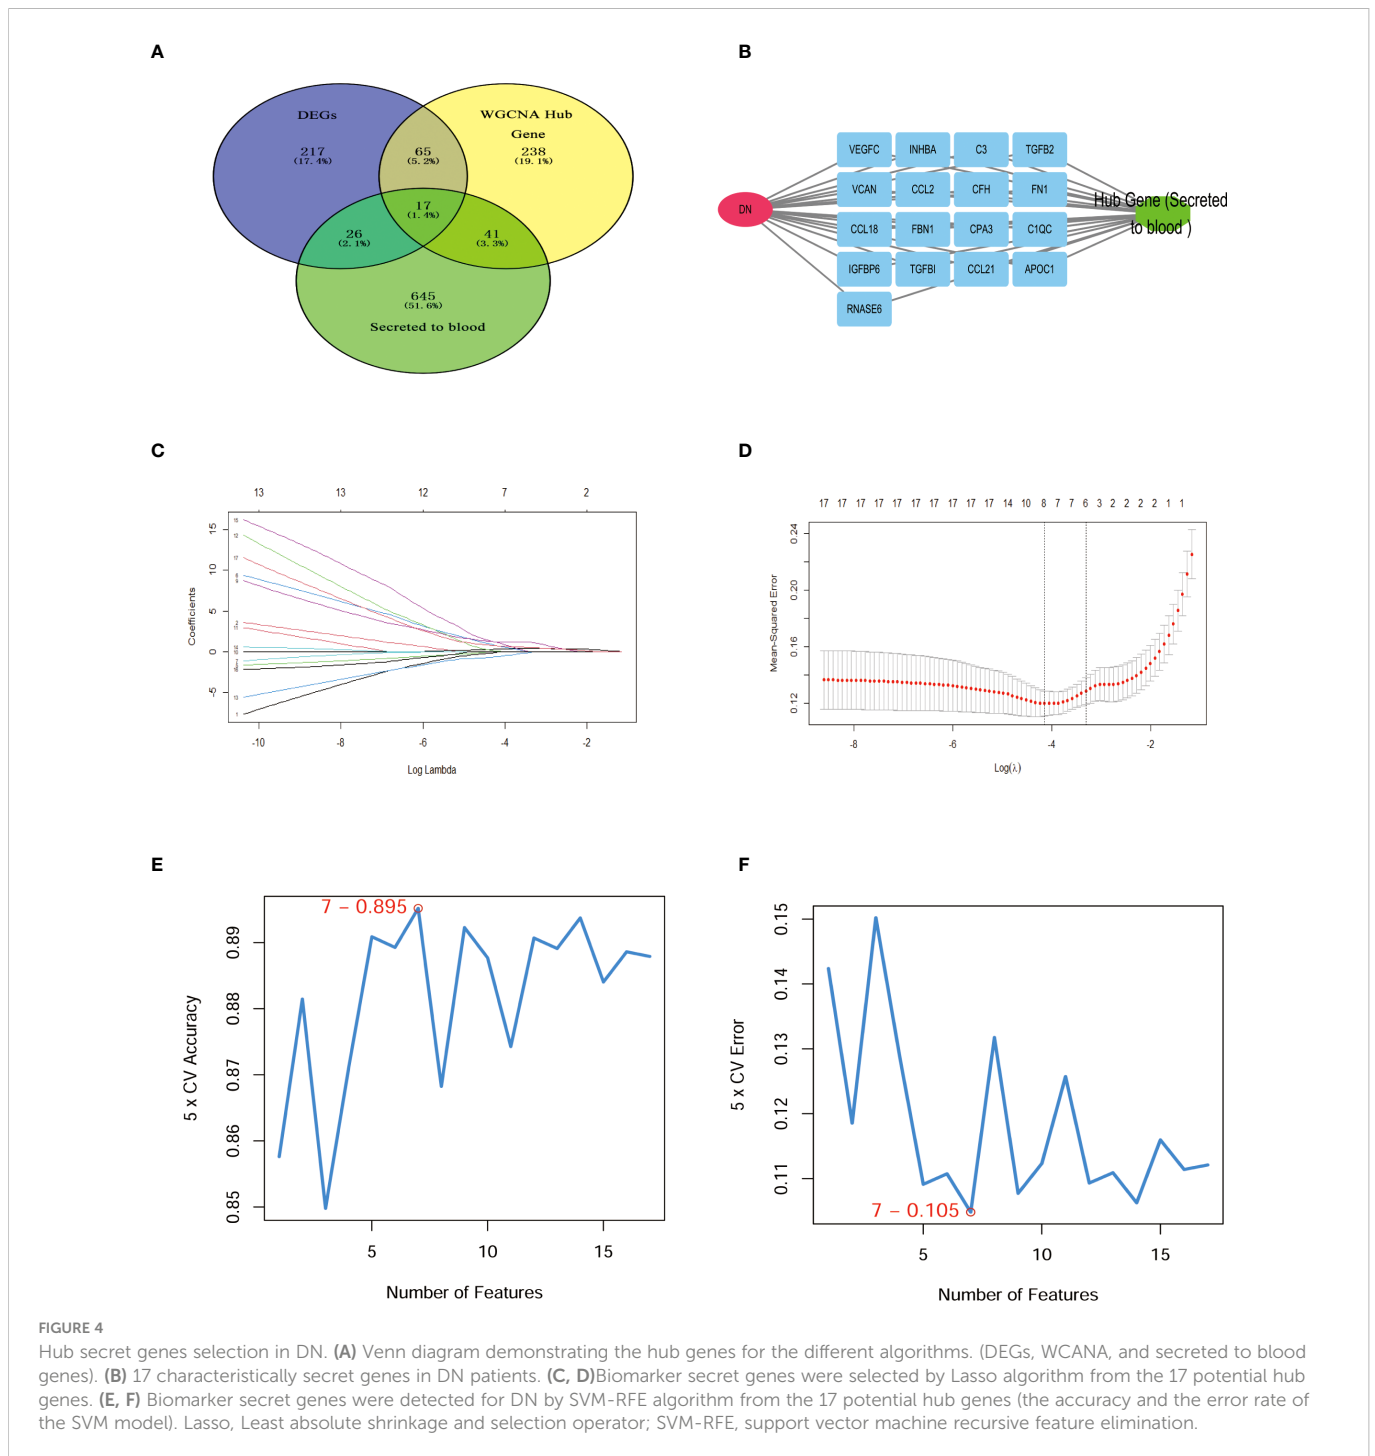 A
DEGs
217
(17.4%)
65
(5.2%)
WGCNA Hub
Gene
238
(19.1%)
17
(1.4%)
26
(2.1%)
41
(3.3%)
645
(51.6%)
Secreted to blood
B
DN
VEGFC INHBA C3 TGFB2
VCAN CCL2 CFH FN1
CCL18 FBN1 CPA3 C1QC
IGFBP6 TGFBI CCL21 APOC1
RNASE6
Hub Gene (Secreted
to blood )
C
13 13 12 7 2
Coefficients
15
10
5
0
-5
-10 -8 -6 -4 -2
Log Lambda
D
17 17 17 17 17 17 17 17 17 17 14 10 8 7 7 6 3 2 2 2 2 1 1
Mean-Squared Error
0.24
0.20
0.16
0.12
-8 -6 -4 -2
Log(λ)
E
7 – 0.895
5 x CV Accuracy
0.89
0.88
0.87
0.86
0.85
5 10 15
Number of Features
F
5 x CV Error
0.15
0.14
0.13
0.12
0.11
7 – 0.105
5 10 15
Number of Features
FIGURE 4
Hub secret genes selection in DN. (A) Venn diagram demonstrating the hub genes for the different algorithms. (DEGs, WCANA, and secreted to blood
genes). (B) 17 characteristically secret genes in DN patients. (C, D)Biomarker secret genes were selected by Lasso algorithm from the 17 potential hub
genes. (E, F) Biomarker secret genes were detected for DN by SVM-RFE algorithm from the 17 potential hub genes (the accuracy and the error rate of
the SVM model). Lasso, Least absolute shrinkage and selection operator; SVM-RFE, support vector machine recursive feature elimination.